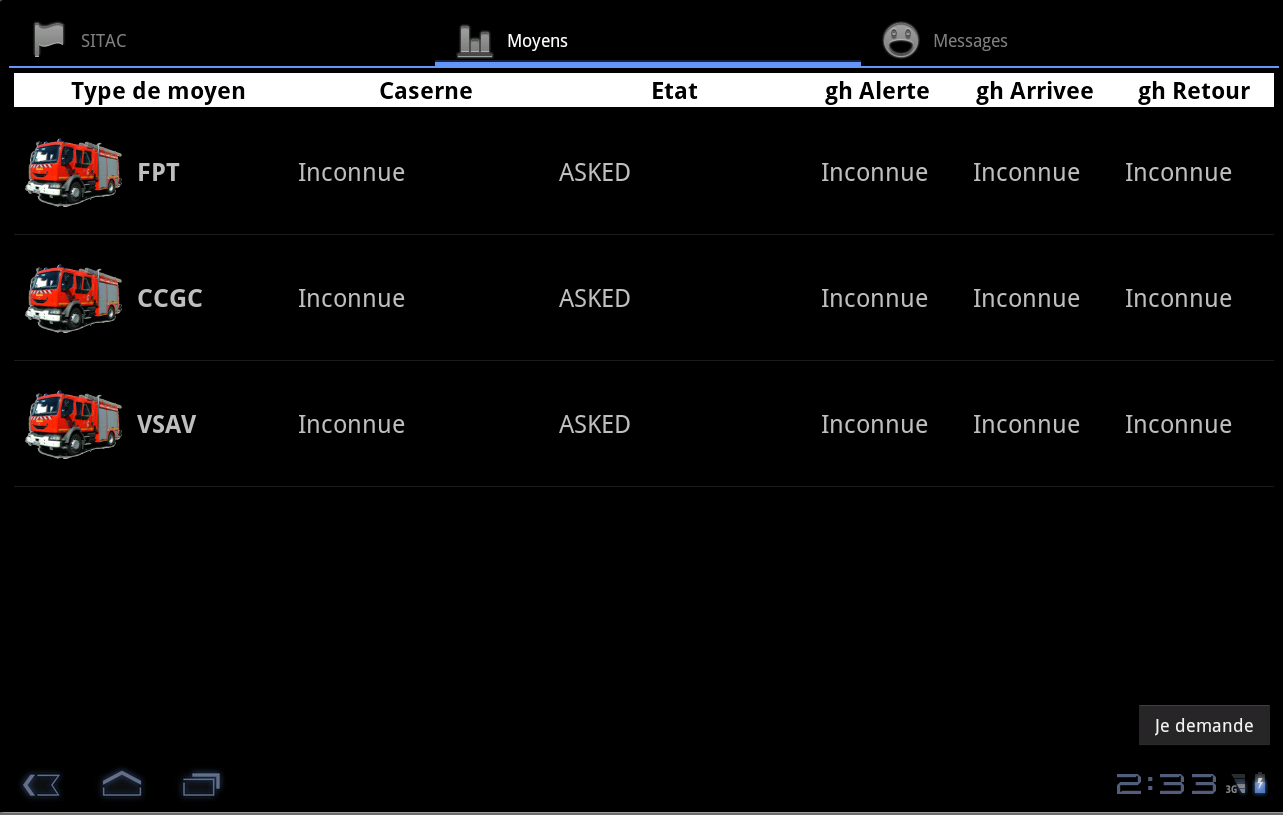 SITAC Moyens Messages
Type de moyen Caserne Etat gh Alerte gh Arrivee gh Retour
FPT Inconnue ASKED Inconnue Inconnue Inconnue
CCGC Inconnue ASKED Inconnue Inconnue Inconnue
VSAV Inconnue ASKED Inconnue Inconnue Inconnue
Je demande
2:33 3G